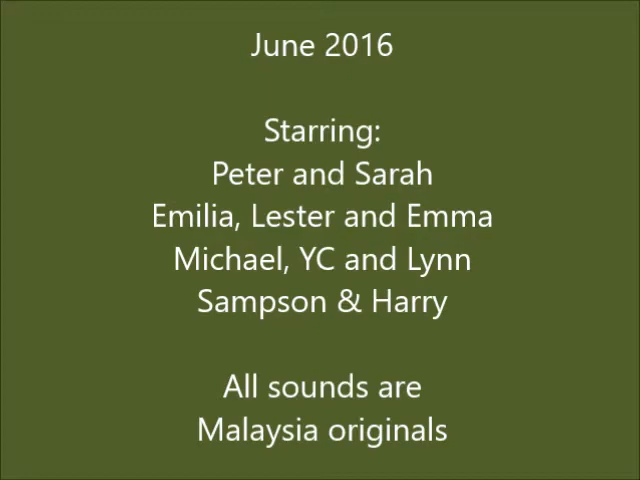 June 2016
Starring:
Peter and Sarah
Emilia, Lester and Emma
Michael, YC and Lynn
Sampson & Harry
All sounds are
Malaysia originals